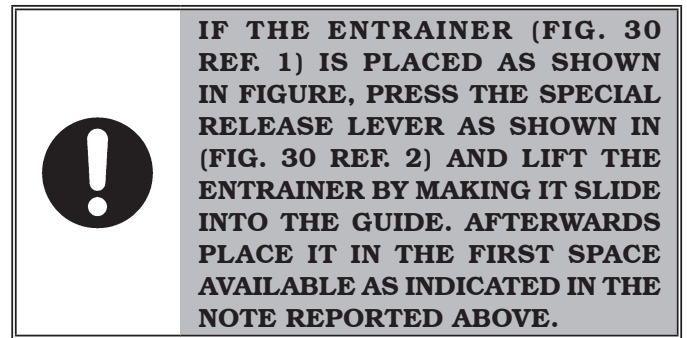 IF THE ENTRAINER (FIG. 30
REF. 1) IS PLACED AS SHOWN
IN FIGURE, PRESS THE SPECIAL
RELEASE LEVER AS SHOWN IN
(FIG. 30 REF. 2) AND LIFT THE
ENTRAINER BY MAKING IT SLIDE
INTO THE GUIDE. AFTERWARDS
PLACE IT IN THE FIRST SPACE
AVAILABLE AS INDICATED IN THE
NOTE REPORTED ABOVE.